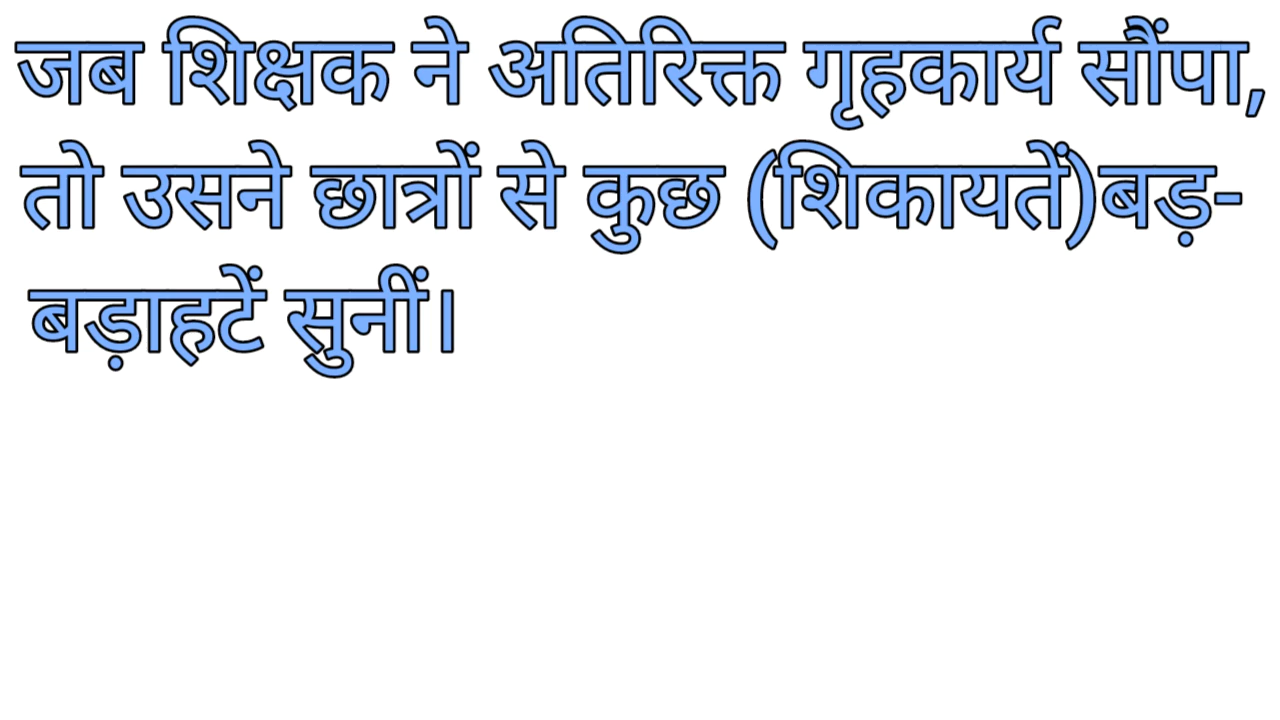 जब शिक्षक ने अतिरिक्त गृहकार्य सौंपा,
तो उसने छात्रों से कुछ (शिकायतें)बड़-
बड़ाहटें सुनीं।